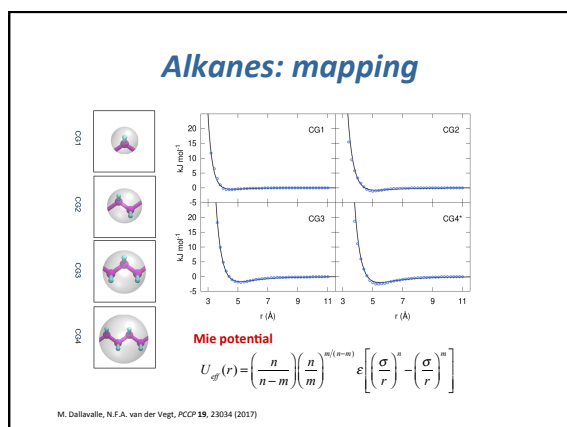 Alkanes: mapping
CG1
CG2
CG3
CG4
CG1
CG2
CG3
CG4*
kJ mol⁻¹
20
15
10
5
0
-5
kJ mol⁻¹
20
15
10
5
0
-5
3 5 7 9 11
r (Å)
3 5 7 9 11
r (Å)
Mie potential
U_eff(r) = (n/(n−m)) (n/m)^{m/(n−m)} ε[(σ/r)^n − (σ/r)^m]
M. Dallavalle, N.F.A. van der Vegt, PCCP 19, 23034 (2017)